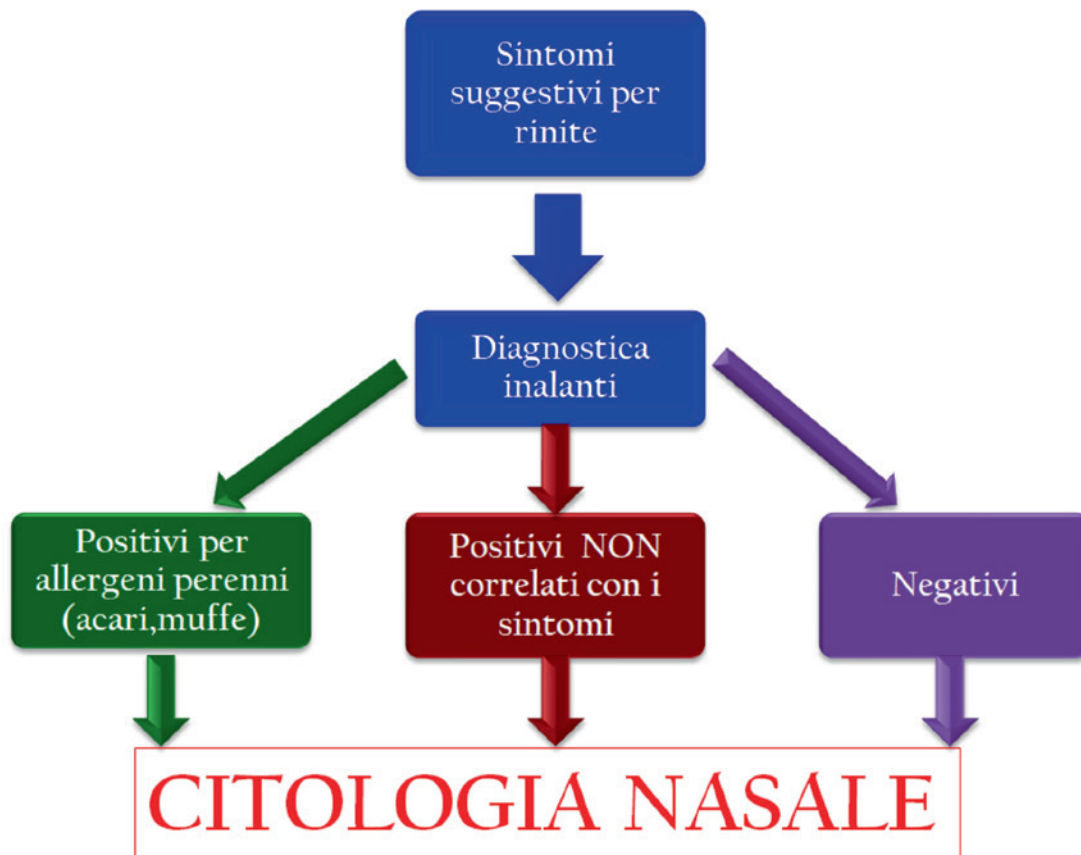 Sintomi
suggestivi per
rinite
Diagnostica
inalanti
Positivi per
allergeni perenni
(acari,muffe)
Positivi NON
correlati con i
sintomi
Negativi
CITOLOGIA NASALE